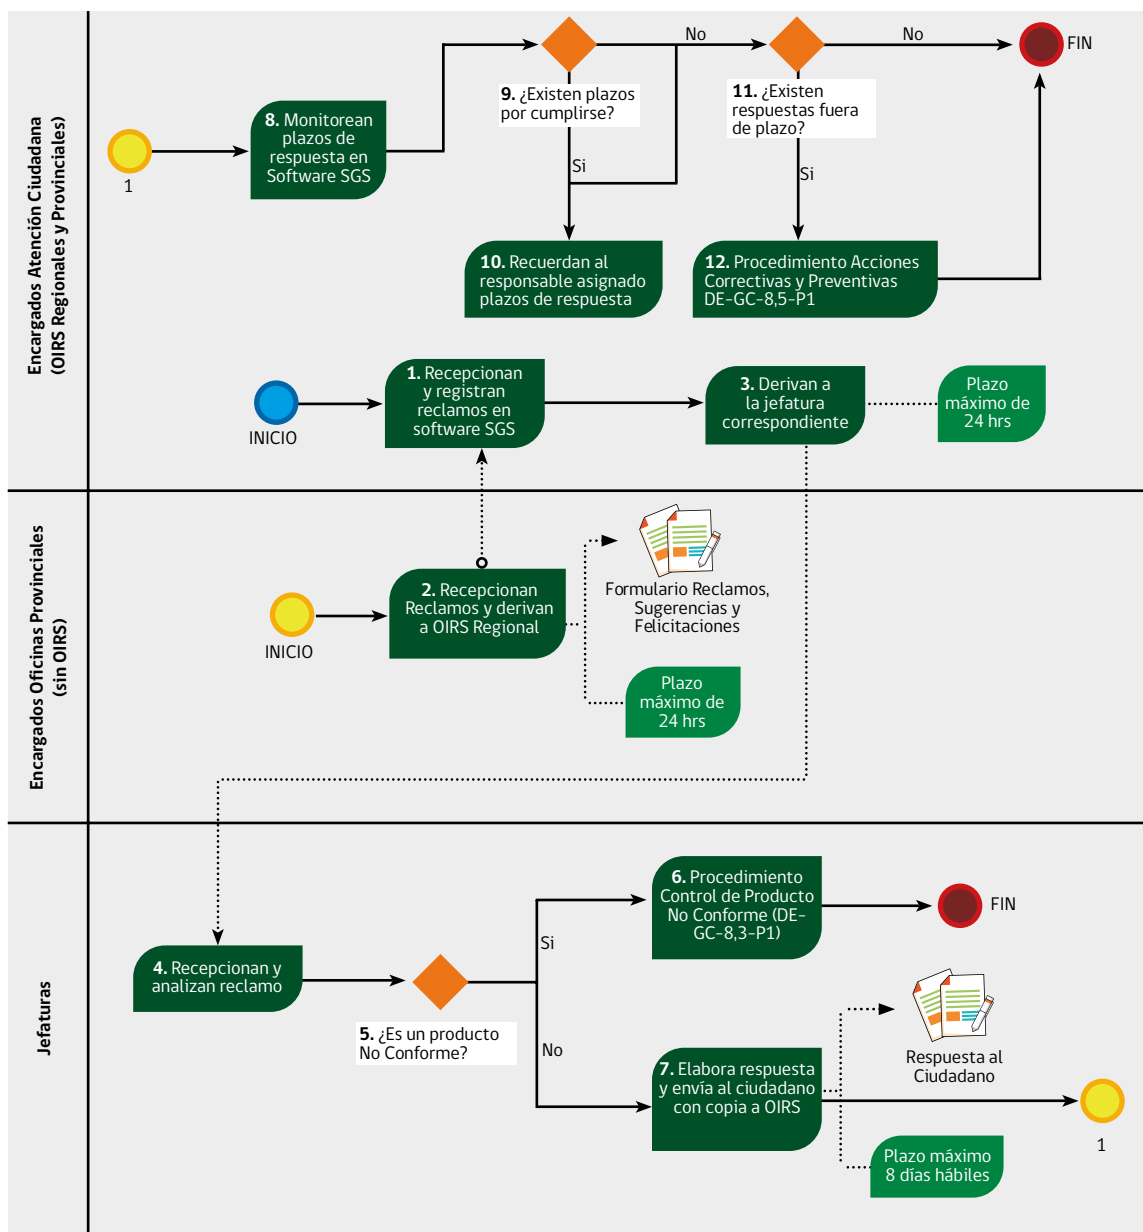 Encargados Atención Ciudadana
(OIRS Regionales y Provinciales)
1
8. Monitorean
plazos de
respuesta en
Software SGS
9. ¿Existen plazos
por cumplirse?
No
Si
10. Recuerdan al
responsable asignado
plazos de respuesta
11. ¿Existen
respuestas fuera
de plazo?
No
Si
FIN
12. Procedimiento Acciones
Correctivas y Preventivas
DE-GC-8,5-P1
INICIO
1. Recepcionan
y registran
reclamos en
software SGS
3. Derivan a
la jefatura
correspondiente
Plazo
máximo de
24 hrs
Encargados Oficinas Provinciales
(sin OIRS)
INICIO
2. Recepcionan
Reclamos y derivan
a OIRS Regional
Formulario Reclamos,
Sugerencias y
Felicitaciones
Plazo
máximo de
24 hrs
Jefaturas
4. Recepcionan y
analizan reclamo
5. ¿Es un producto
No Conforme?
Si
No
6. Procedimiento
Control de Producto
No Conforme (DE-
GC-8,3-P1)
FIN
7. Elabora respuesta
y envía al ciudadano
con copia a OIRS
Respuesta al
Ciudadano
1
Plazo máximo
8 días hábiles